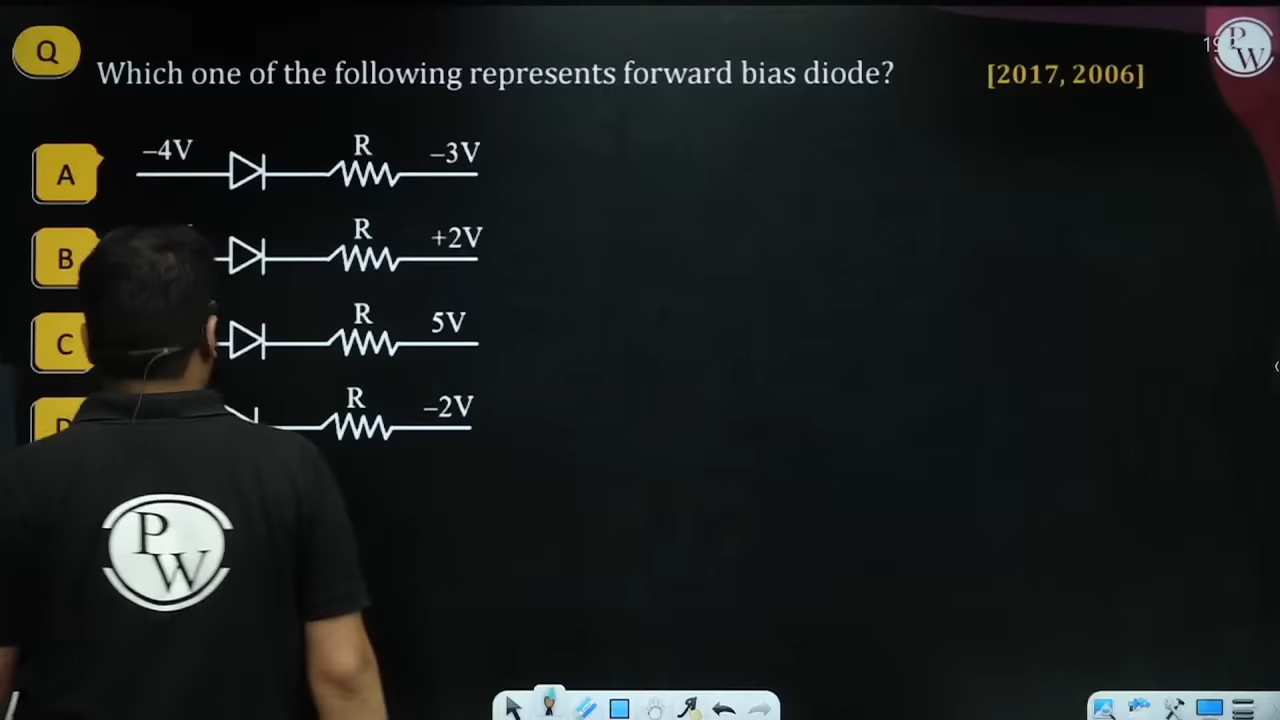 Q
Which one of the following represents forward bias diode? [2017, 2006]
A
–4V
R
–3V
B
R
+2V
C
R
5V
R
–2V
PW
PW